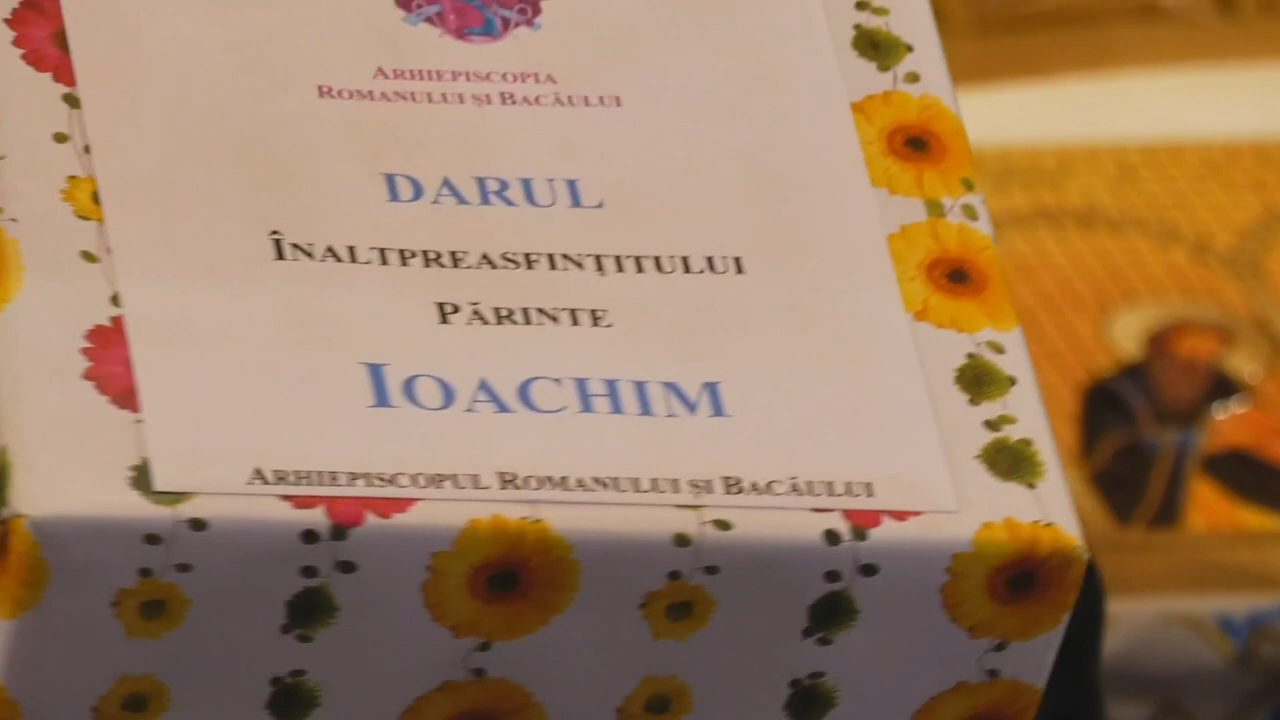 ARHIEPISCOPIA
ROMANULUI ȘI BACĂULUI
DARUL
ÎNALTPREASFINȚITULUI
PĂRINTE
IOACHIM
ARHIEPISCOPUL ROMANULUI ȘI BACĂULUI